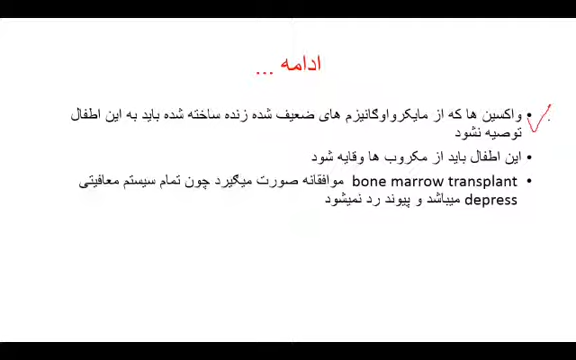 ادامه ...
• واکسین ها که از مایکرواوگانیزم های ضعیف شده زنده ساخته شده باید به این اطفال
توصیه نشود
• این اطفال باید از مکروب ها وقایه شود
• bone marrow transplant موافقانه صورت میگیرد چون تمام سیستم معافیتی
depress میباشد و پیوند رد نمیشود